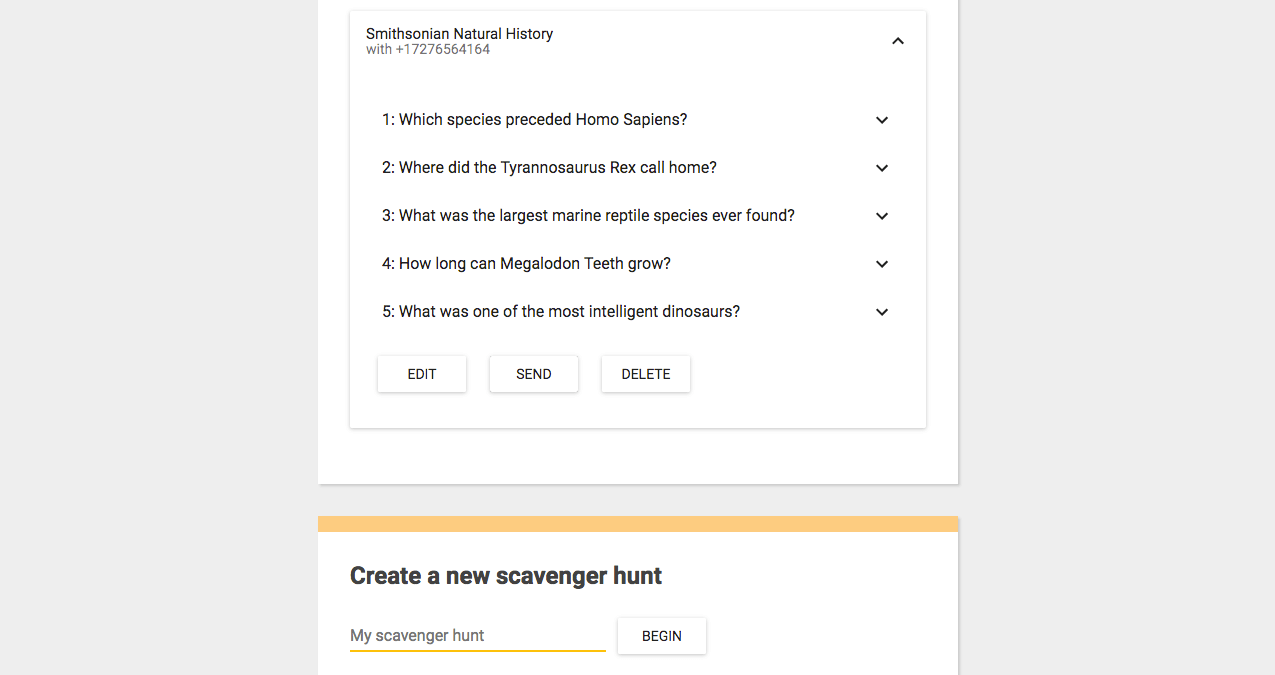 Smithsonian Natural History
with +17276564164
1: Which species preceded Homo Sapiens?
2: Where did the Tyrannosaurus Rex call home?
3: What was the largest marine reptile species ever found?
4: How long can Megalodon Teeth grow?
5: What was one of the most intelligent dinosaurs?
EDIT SEND DELETE
Create a new scavenger hunt
My scavenger hunt BEGIN